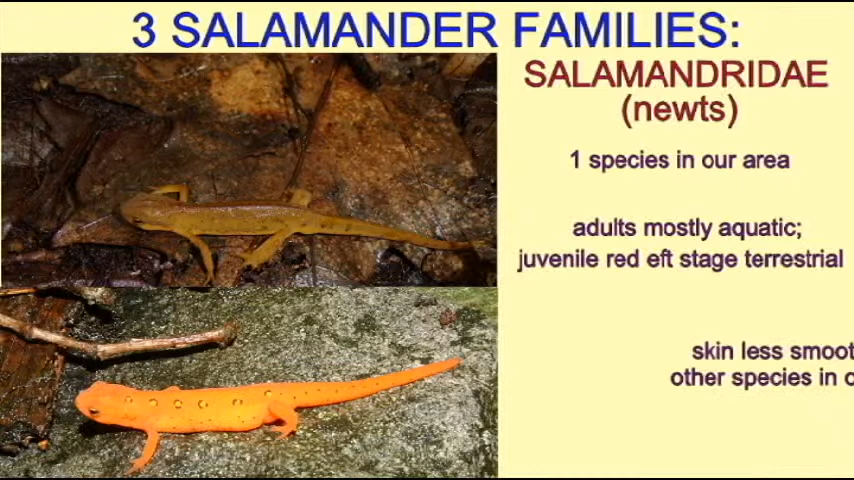 3 SALAMANDER FAMILIES:
SALAMANDRIDAE
(newts)
1 species in our area
adults mostly aquatic;
juvenile red eft stage terrestrial
skin less smoot
other species in